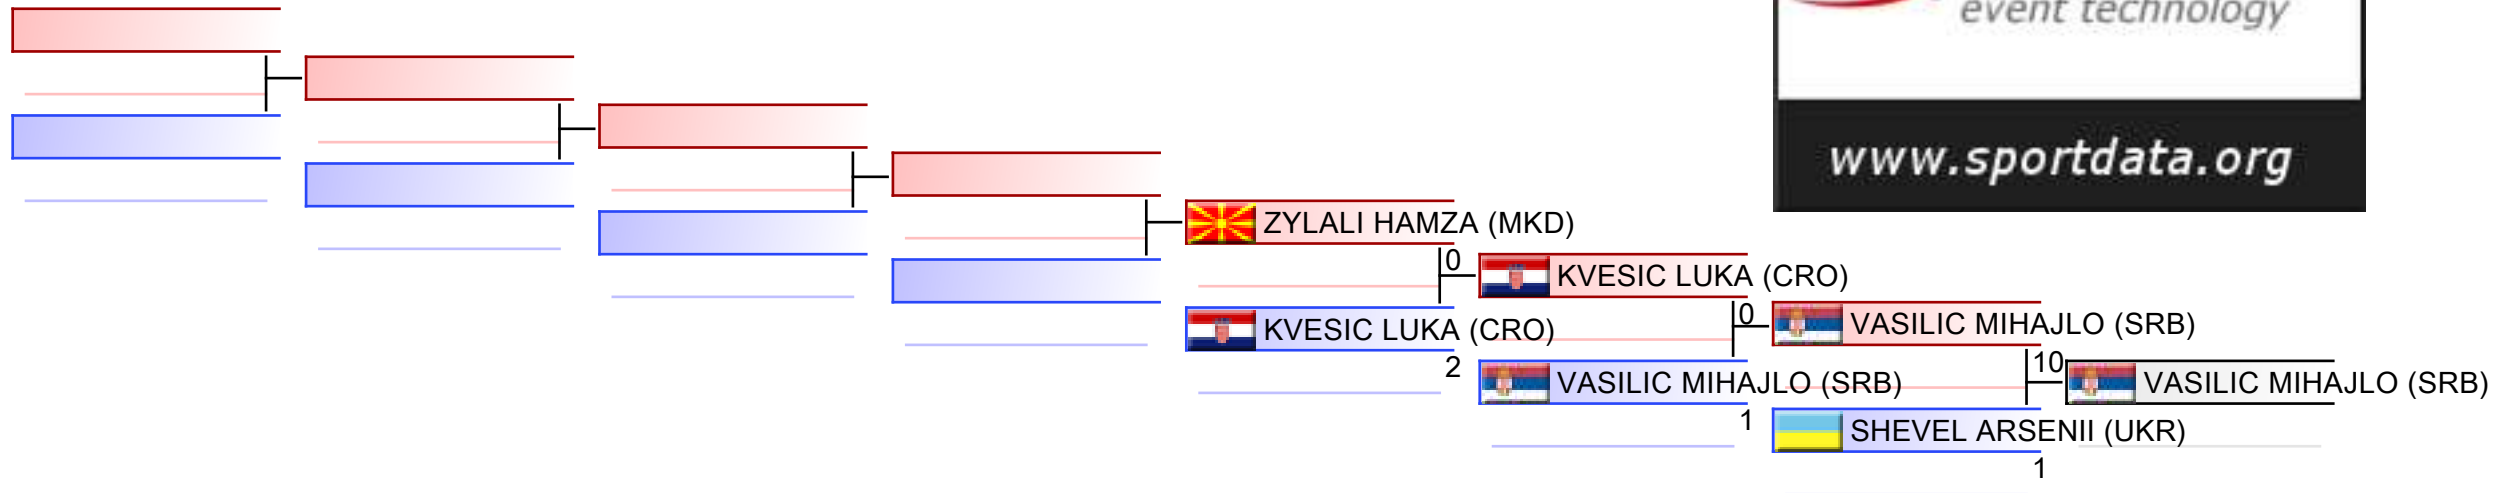 event technology
www.sportdata.org
ZYLALI HAMZA (MKD)
0
KVESIC LUKA (CRO)
KVESIC LUKA (CRO)
2
0
VASILIC MIHAJLO (SRB)
VASILIC MIHAJLO (SRB)
1
10
VASILIC MIHAJLO (SRB)
SHEVEL ARSENII (UKR)
1